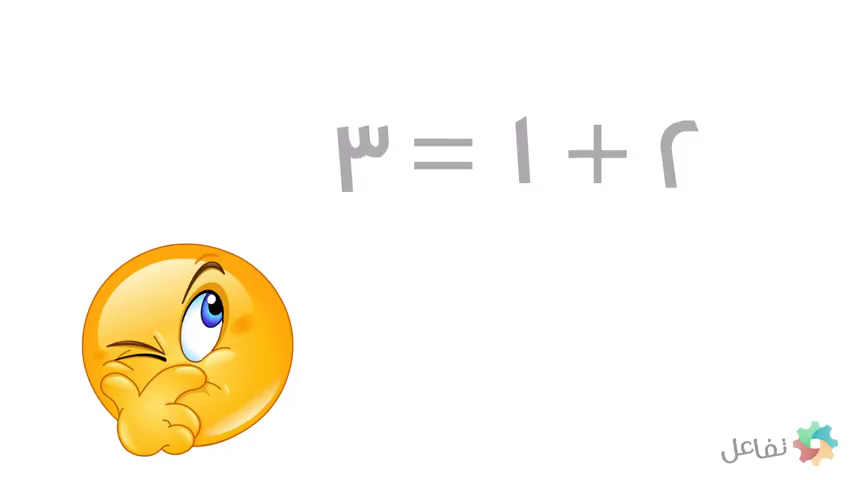 ٢ + ١ = ٣
تفاعل